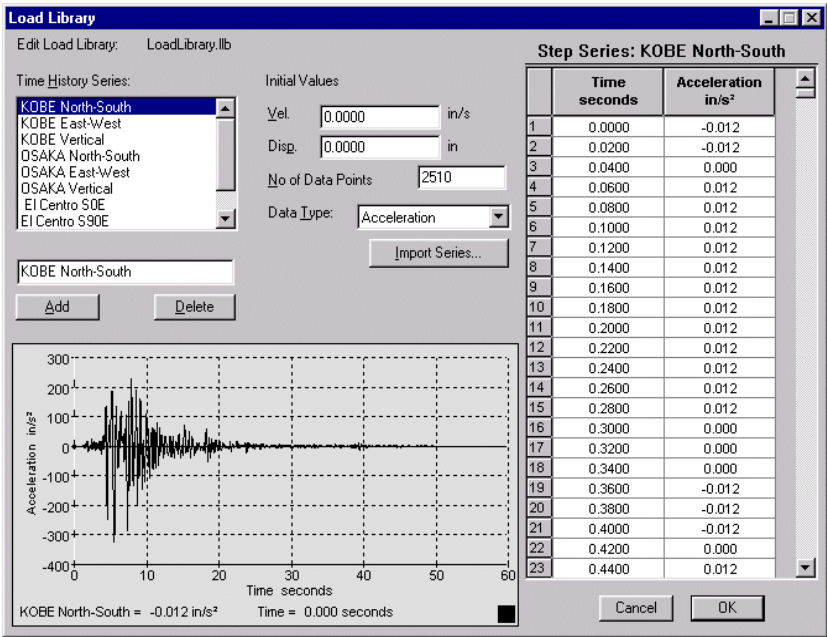 Load Library
Edit Load Library: LoadLibrary.llb
Time History Series:
KOBE North-South
KOBE East-West
KOBE Vertical
OSAKA North-South
OSAKA East-West
OSAKA Vertical
El Centro S0E
El Centro S90E
KOBE North-South
Add Delete
Initial Values
Vel. 0.0000 in/s
Disp. 0.0000 in
No of Data Points 2510
Data Type: Acceleration
Import Series...
300
200
100
0
-100
-200
-300
-400
Acceleration in/s²
0 10 20 30 40 50 60
Time seconds
KOBE North-South = -0.012 in/s² Time = 0.000 seconds
Step Series: KOBE North-South
Time seconds Acceleration in/s²
1 0.0000 -0.012
2 0.0200 -0.012
3 0.0400 0.000
4 0.0600 0.012
5 0.0800 0.012
6 0.1000 0.012
7 0.1200 0.012
8 0.1400 0.012
9 0.1600 0.012
10 0.1800 0.012
11 0.2000 0.012
12 0.2200 0.012
13 0.2400 0.012
14 0.2600 0.012
15 0.2800 0.012
16 0.3000 0.000
17 0.3200 0.000
18 0.3400 0.000
19 0.3600 -0.012
20 0.3800 -0.012
21 0.4000 -0.012
22 0.4200 0.000
23 0.4400 0.012
Cancel OK